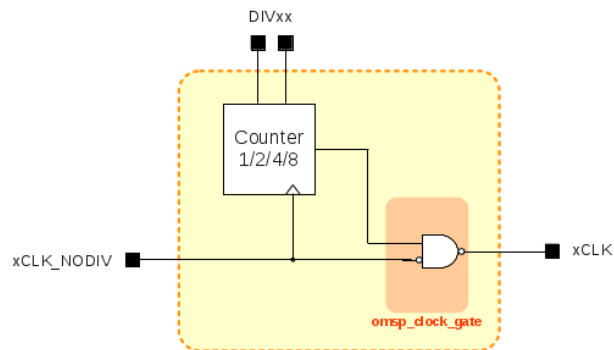 DIVxx
Counter
1/2/4/8
xCLK_NODIV
xCLK
omsp_clock_gate